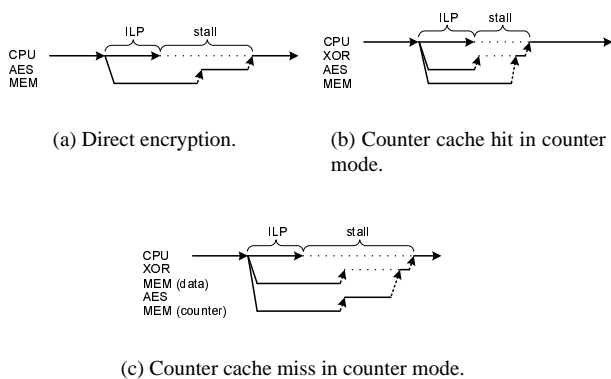 ILP stall
CPU
AES
MEM
(a) Direct encryption.
ILP stall
CPU
XOR
AES
MEM
(b) Counter cache hit in counter
mode.
ILP stall
CPU
XOR
MEM (data)
AES
MEM (counter)
(c) Counter cache miss in counter mode.